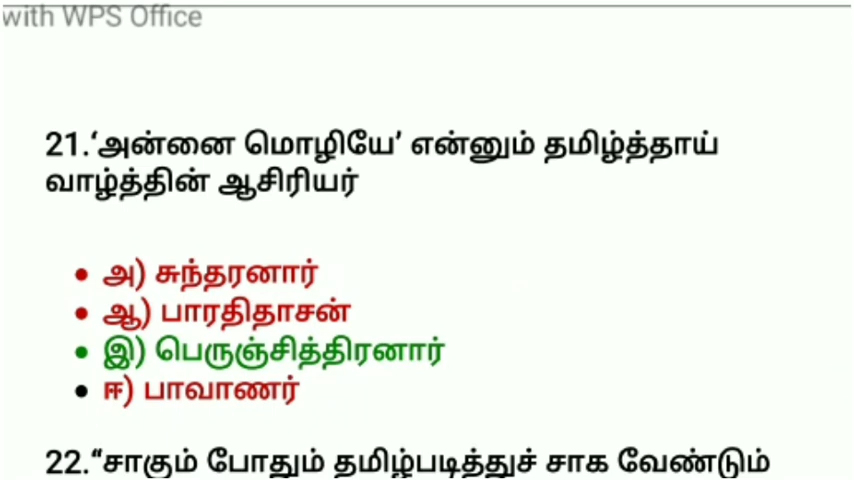 with WPS Office
21.‘அன்னை மொழியே’ என்னும் தமிழ்த்தாய்
வாழ்த்தின் ஆசிரியர்
• அ) சுந்தரனார்
• ஆ) பாரதிதாசன்
• இ) பெருஞ்சித்திரனார்
• ஈ) பாவாணர்
22.“சாகும் போதும் தமிழ்படித்துச் சாக வேண்டும்